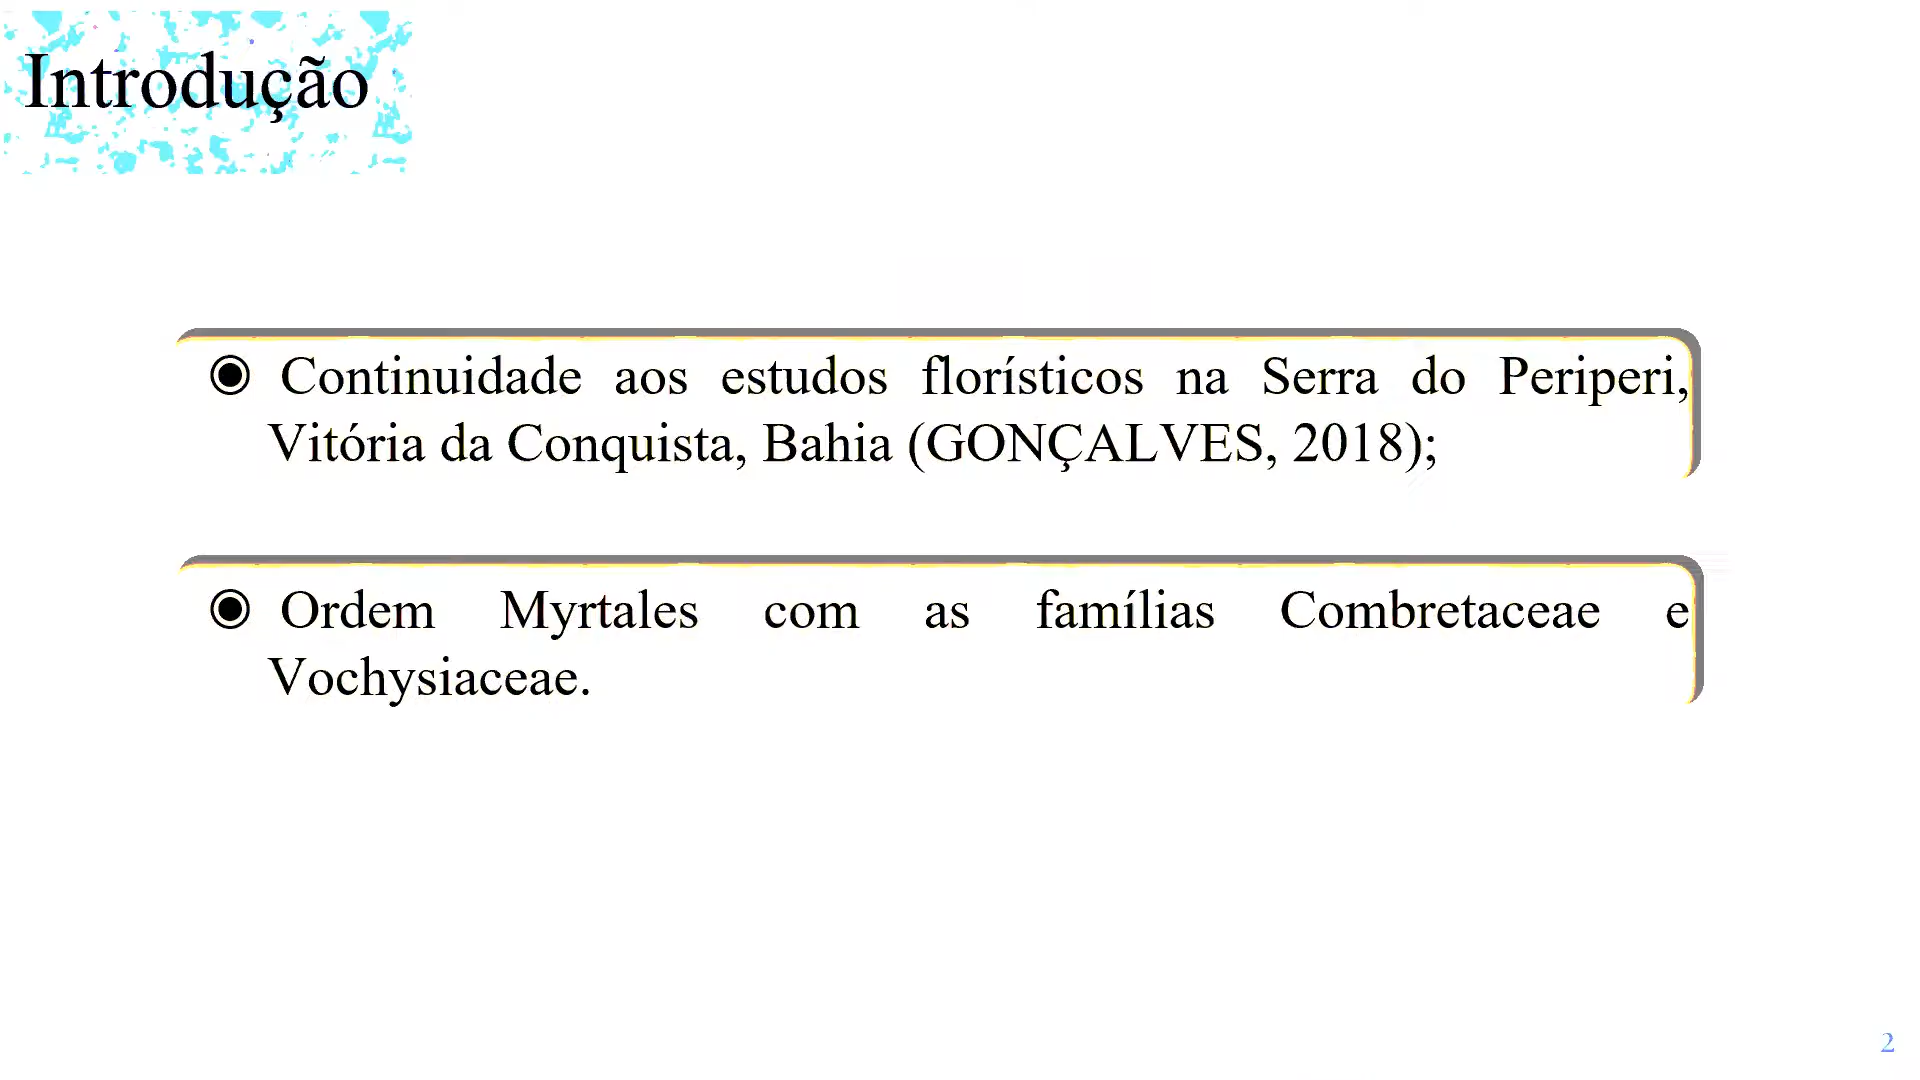 Introdução
◉ Continuidade aos estudos florísticos na Serra do Periperi,
Vitória da Conquista, Bahia (GONÇALVES, 2018);
◉ Ordem Myrtales com as famílias Combretaceae e
Vochysiaceae.
2